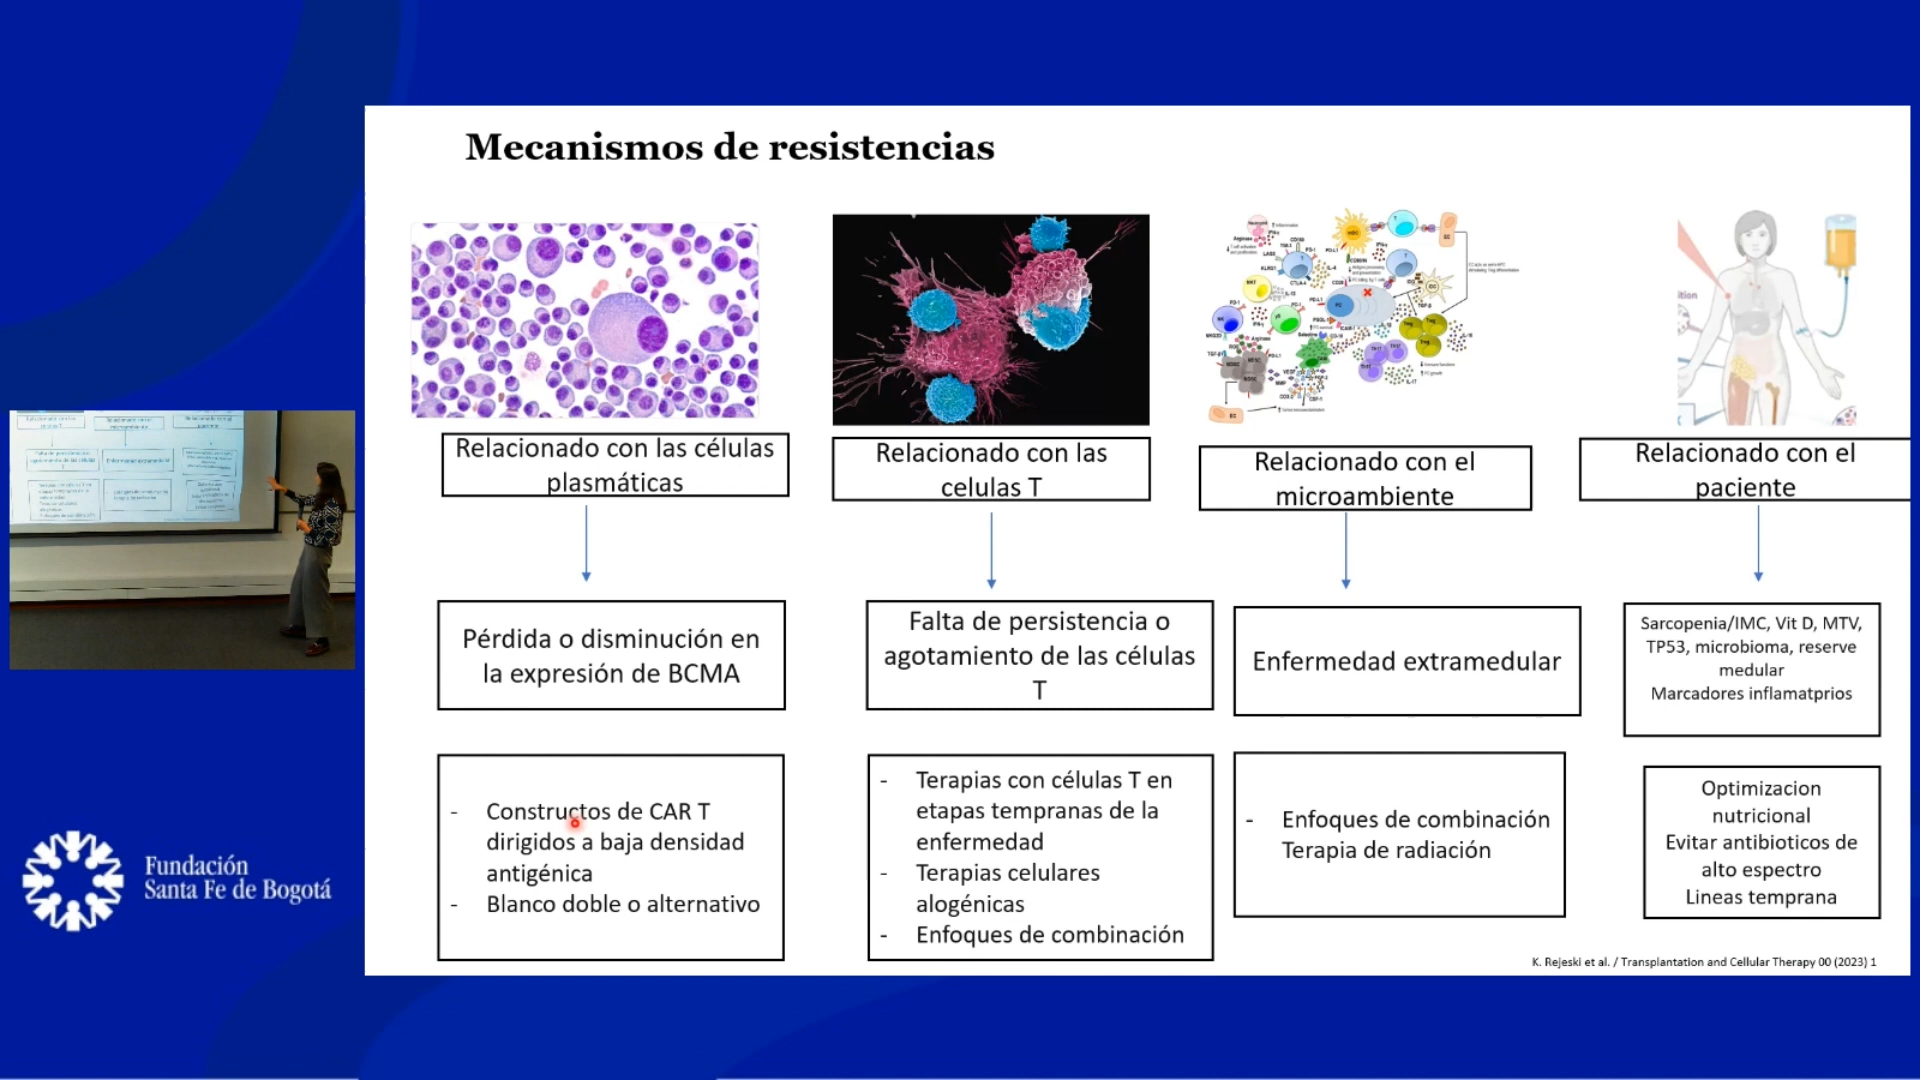 Mecanismos de resistencias
Relacionado con las células
plasmáticas
Pérdida o disminución en
la expresión de BCMA
- Constructos de CAR T
dirigidos a baja densidad
antigénica
- Blanco doble o alternativo
Relacionado con las
celulas T
Falta de persistencia o
agotamiento de las células
T
- Terapias con células T en
etapas tempranas de la
enfermedad
- Terapias celulares
alogénicas
- Enfoques de combinación
Relacionado con el
microambiente
Enfermedad extramedular
- Enfoques de combinación
Terapia de radiación
Relacionado con el
paciente
Sarcopenia/IMC, Vit D, MTV,
TP53, microbioma, reserve
medular
Marcadores inflamatprios
Optimizacion
nutricional
Evitar antibioticos de
alto espectro
Lineas temprana
K. Rejeski et al. / Transplantation and Cellular Therapy 00 (2023) 1
Fundación
Santa Fe de Bogotá